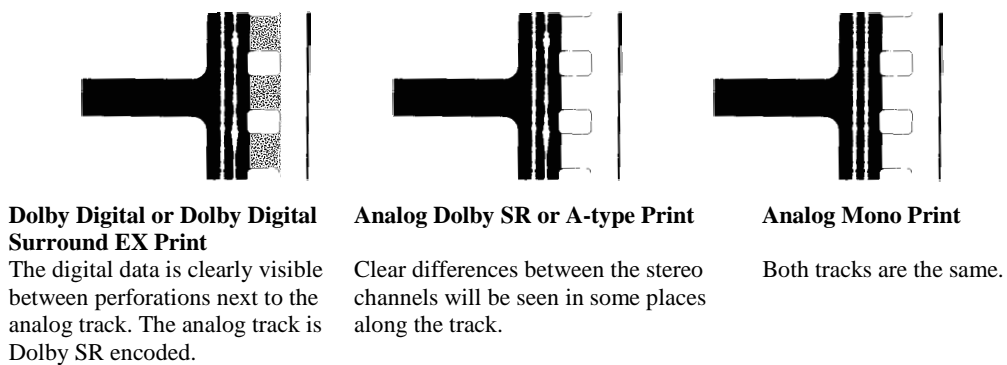 Dolby Digital or Dolby Digital
Surround EX Print
The digital data is clearly visible
between perforations next to the
analog track. The analog track is
Dolby SR encoded.
Analog Dolby SR or A-type Print
Clear differences between the stereo
channels will be seen in some places
along the track.
Analog Mono Print
Both tracks are the same.